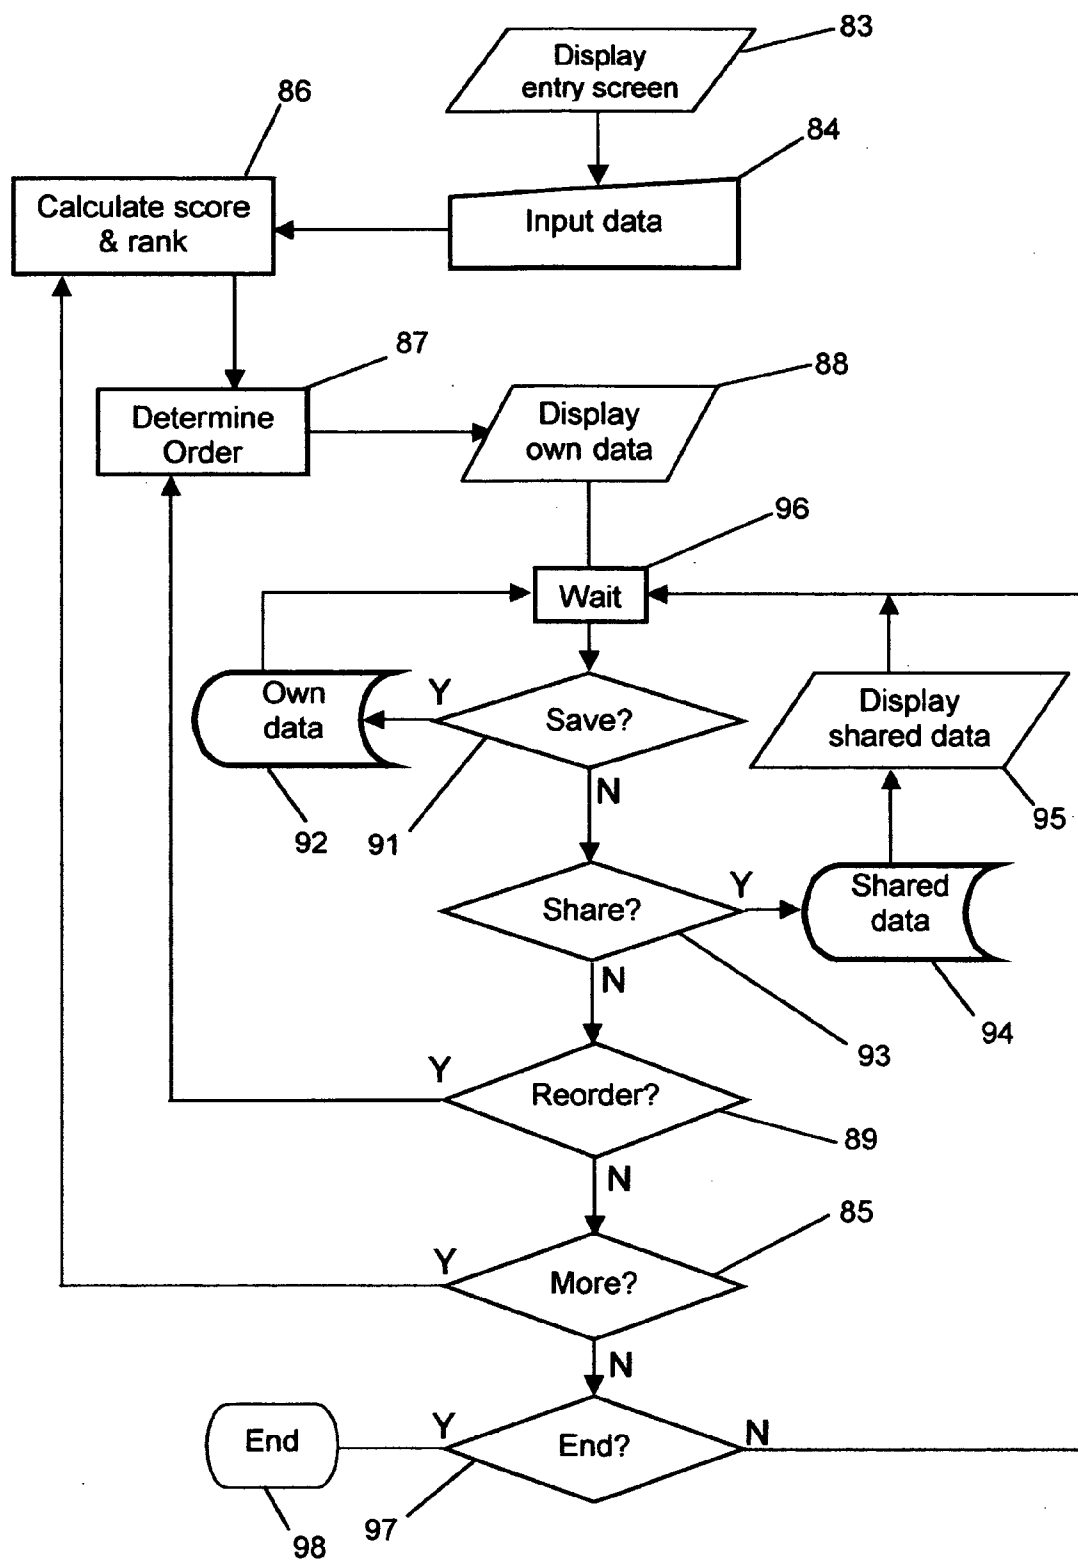 83
Display
entry screen
86
84
Calculate score
& rank
Input data
87
88
Determine
Order
Display
own data
96
Wait
Own
data
Y
Save?
Display
shared data
N
92
91
95
Share?
Y
Shared
data
N
94
93
Y
Reorder?
89
N
85
Y
More?
N
End
Y
End?
N
98
97